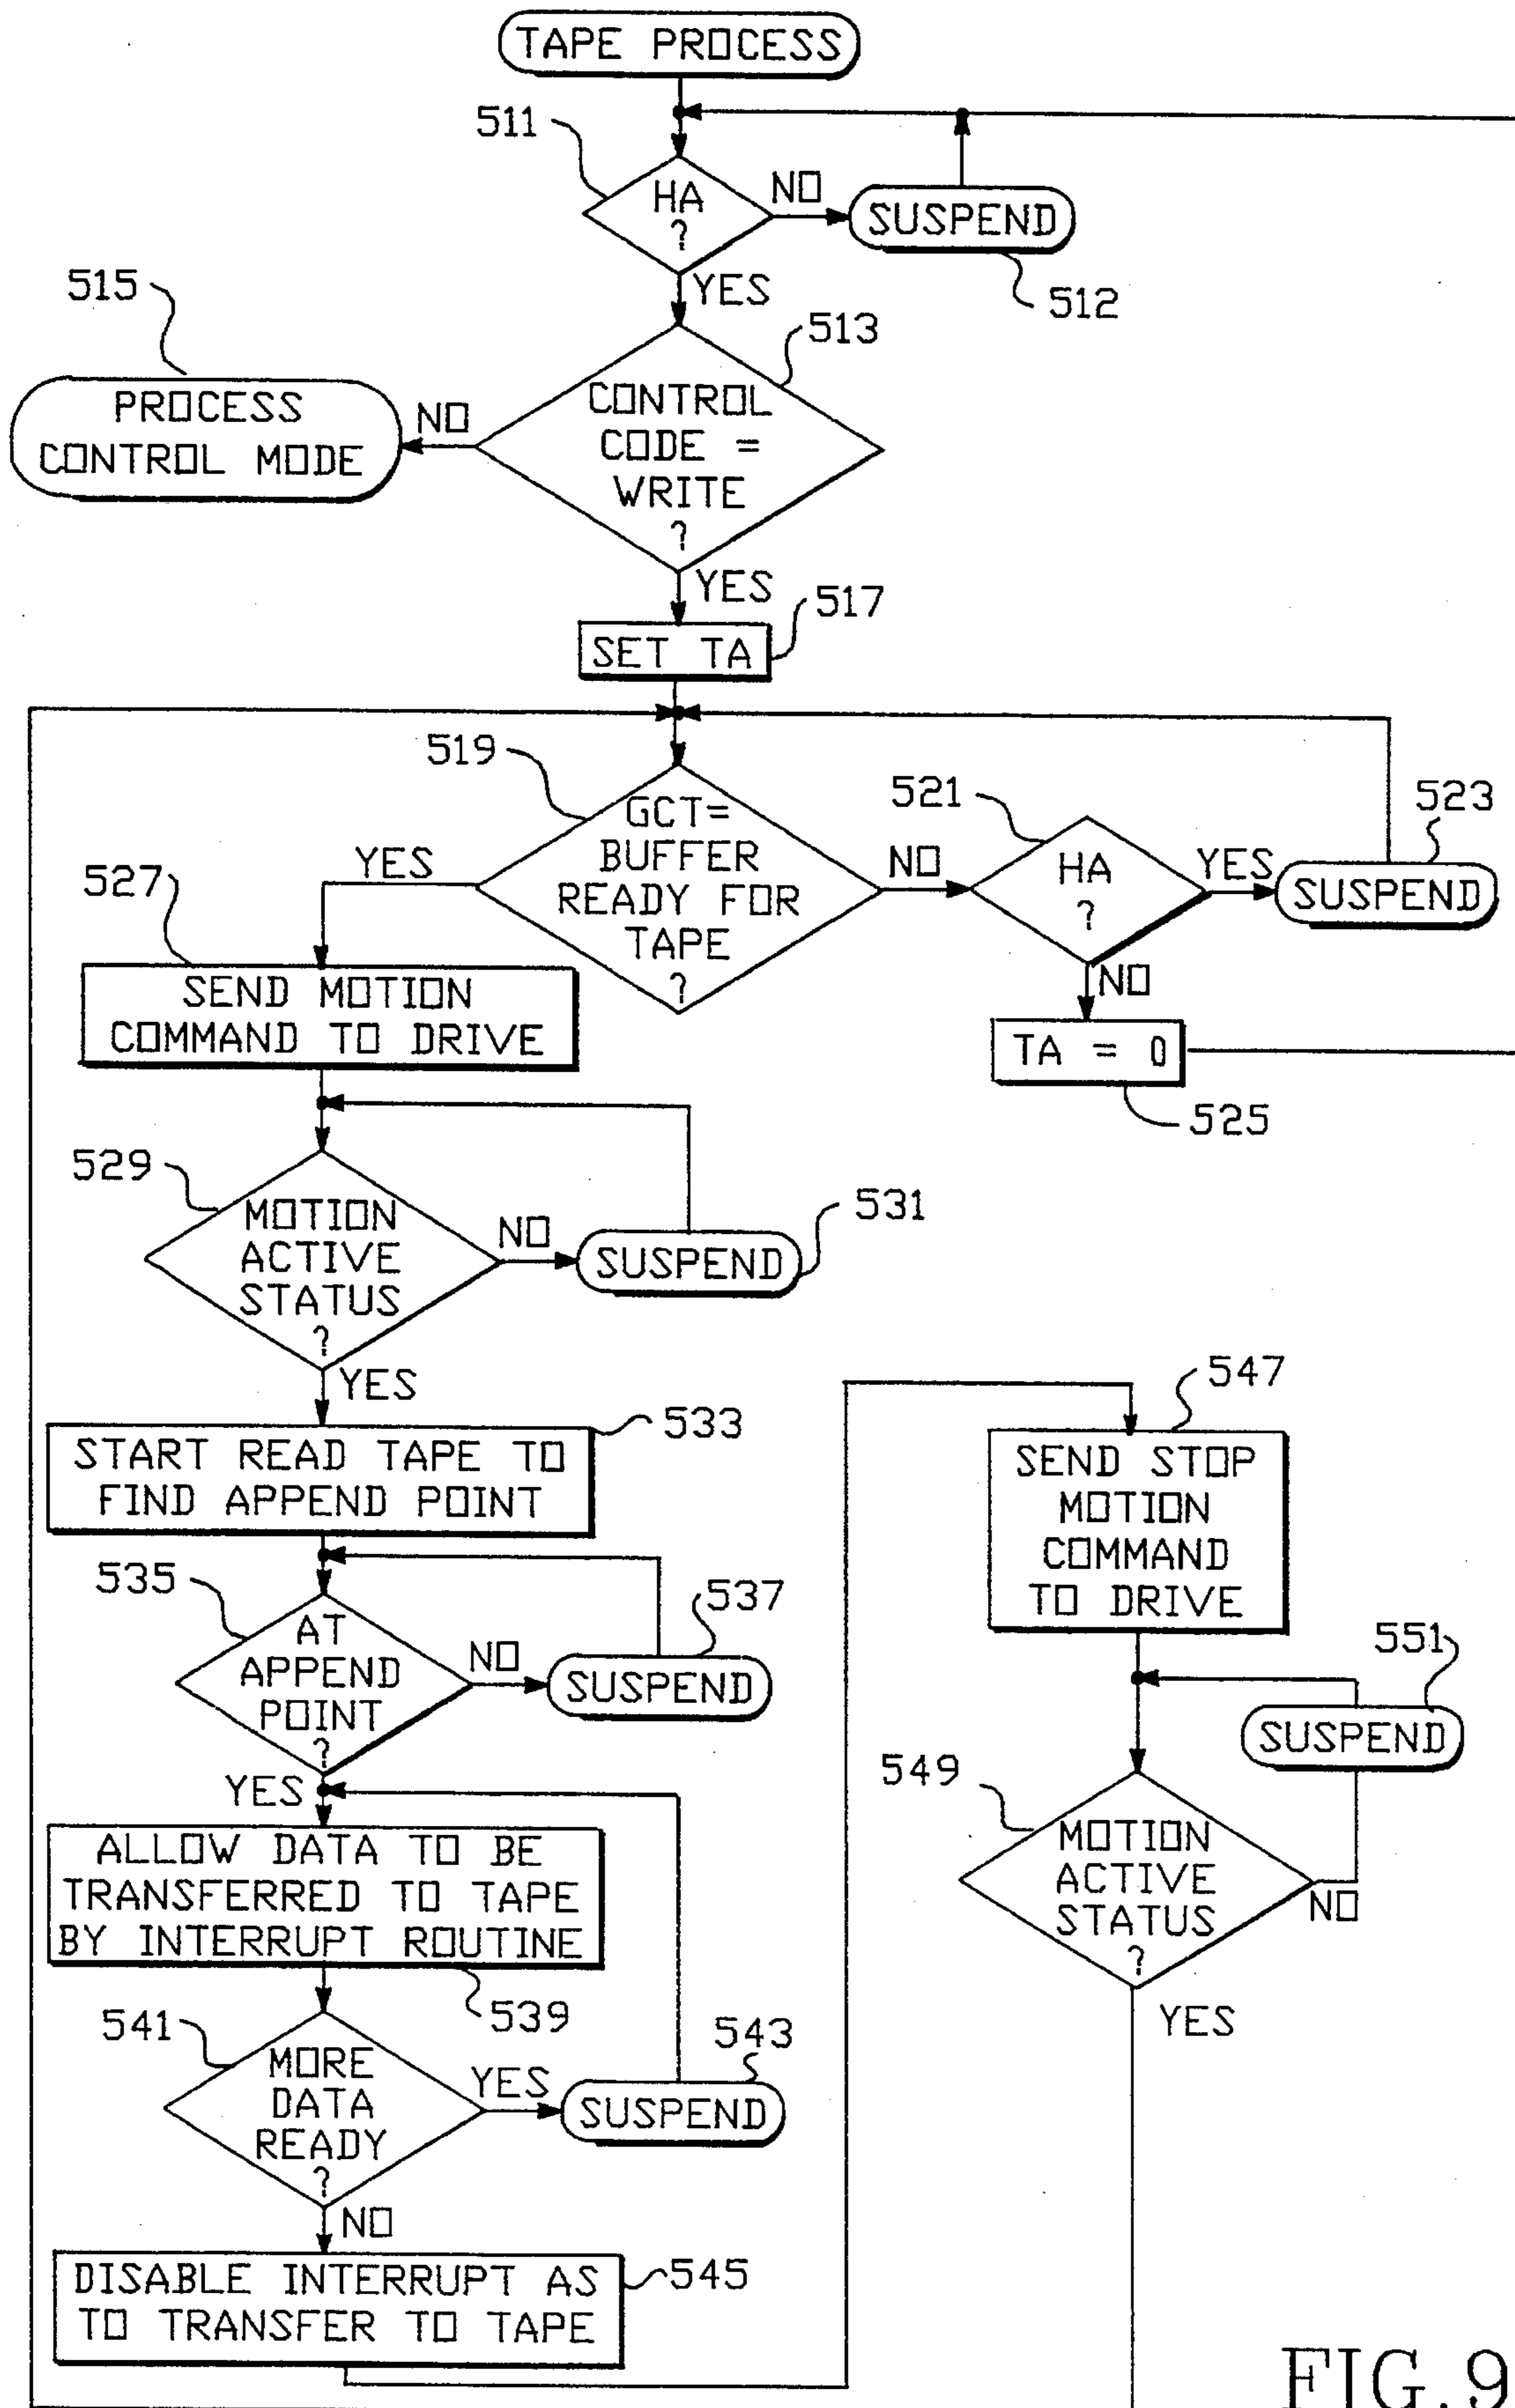 TAPE PROCESS
511
HA
?
NO
SUSPEND
512
YES
515
PROCESS
CONTROL MODE
NO
513
CONTROL
CODE =
WRITE
?
YES
517
SET TA
519
GCT=
BUFFER
READY FOR
TAPE
?
NO
521
HA
?
YES
523
SUSPEND
NO
TA = 0
525
YES
527
SEND MOTION
COMMAND TO DRIVE
529
MOTION
ACTIVE
STATUS
?
NO
SUSPEND
531
YES
START READ TAPE TO
FIND APPEND POINT
533
535
AT
APPEND
POINT
?
NO
537
SUSPEND
YES
ALLOW DATA TO BE
TRANSFERRED TO TAPE
BY INTERRUPT ROUTINE
539
541
MORE
DATA
READY
?
YES
543
SUSPEND
NO
DISABLE INTERRUPT AS
TO TRANSFER TO TAPE
545
547
SEND STOP
MOTION
COMMAND
TO DRIVE
551
SUSPEND
549
MOTION
ACTIVE
STATUS
?
NO
YES
FIG.9